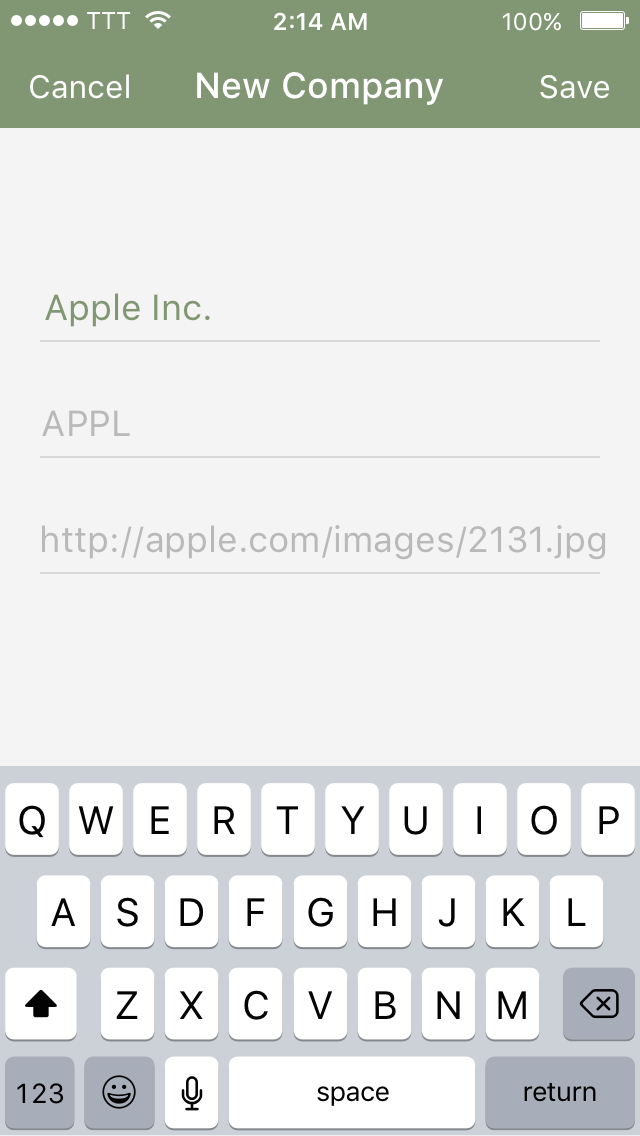 TTT 2:14 AM 100%
Cancel New Company Save
Apple Inc.
APPL
http://apple.com/images/2131.jpg
Q W E R T Y U I O P
A S D F G H J K L
Z X C V B N M
123 space return